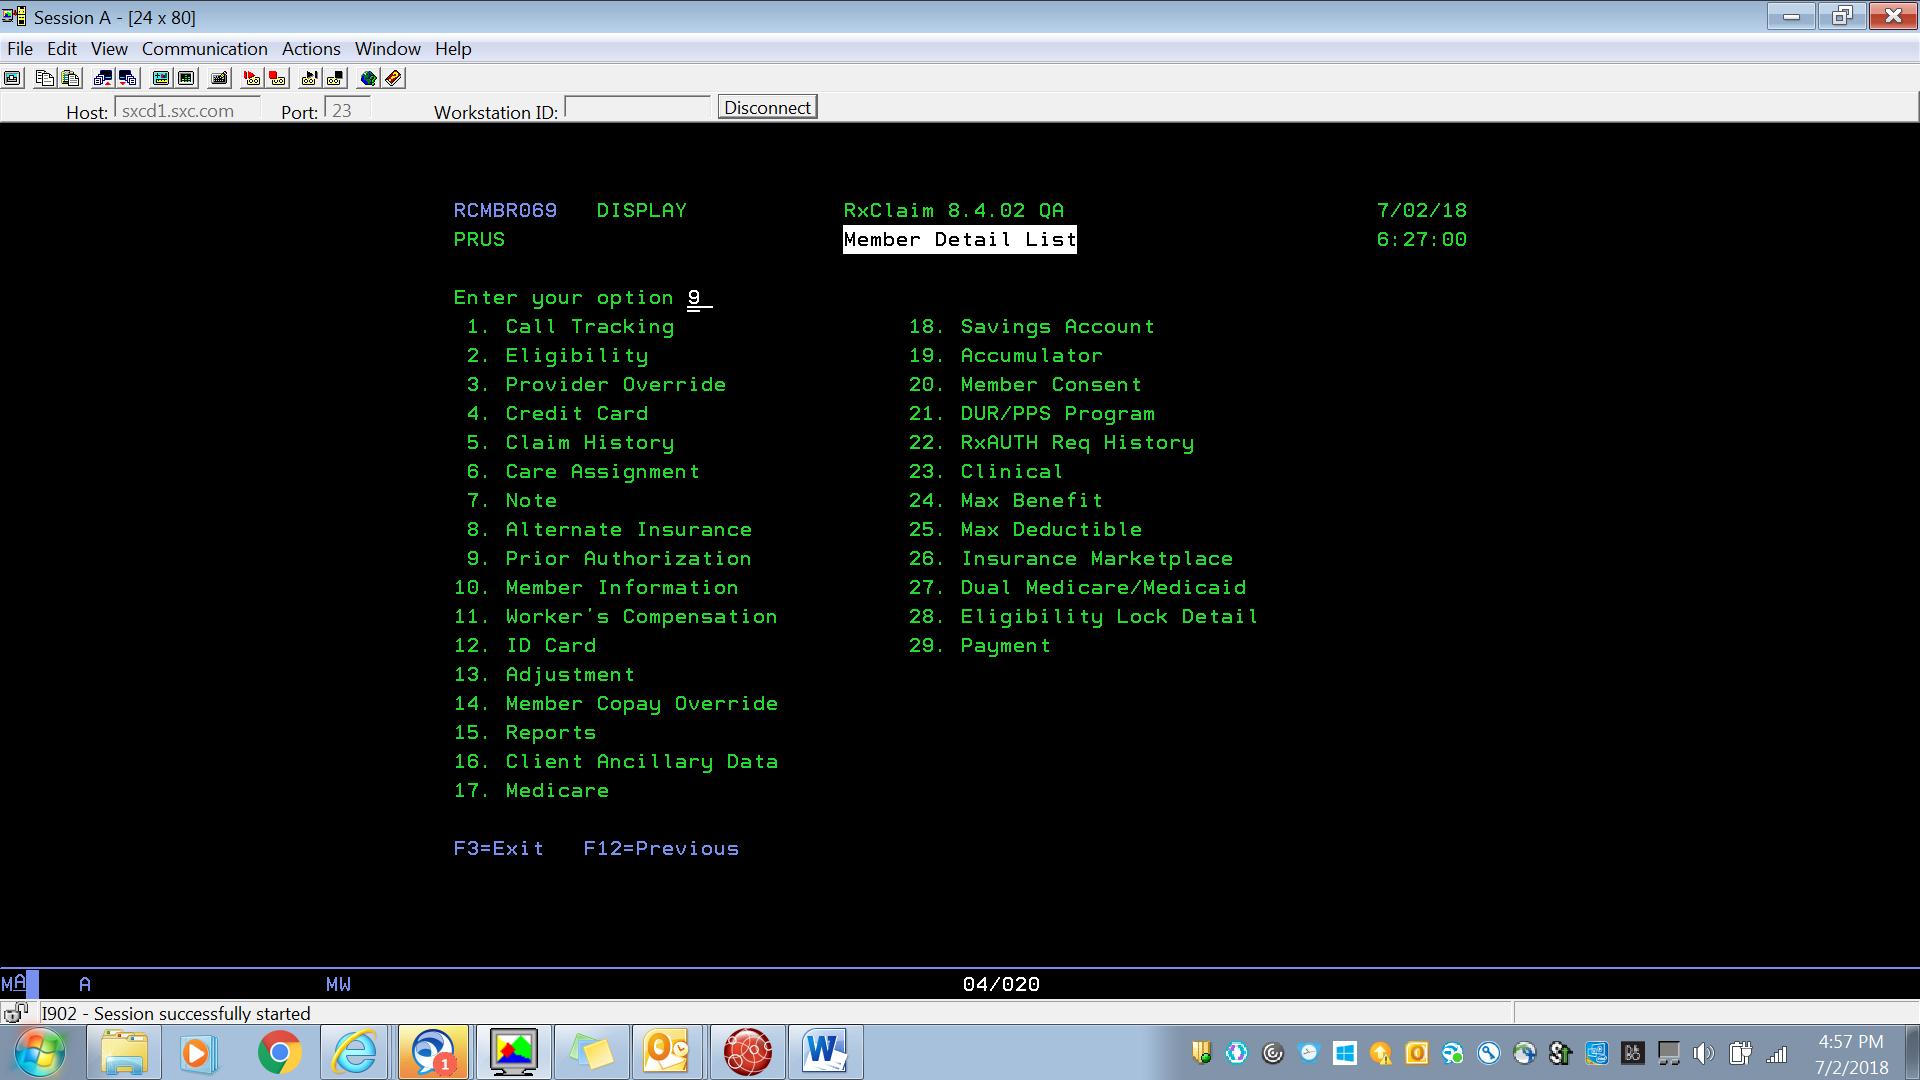 Session A - [24 x 80]
File Edit View Communication Actions Window Help
Host: sxcd1.sxc.com Port: 23 Workstation ID: Disconnect
RCMBR069 DISPLAY RxClaim 8.4.02 QA 7/02/18
PRUS Member Detail List 6:27:00
Enter your option 9
1. Call Tracking 18. Savings Account
2. Eligibility 19. Accumulator
3. Provider Override 20. Member Consent
4. Credit Card 21. DUR/PPS Program
5. Claim History 22. RxAUTH Req History
6. Care Assignment 23. Clinical
7. Note 24. Max Benefit
8. Alternate Insurance 25. Max Deductible
9. Prior Authorization 26. Insurance Marketplace
10. Member Information 27. Dual Medicare/Medicaid
11. Worker's Compensation 28. Eligibility Lock Detail
12. ID Card 29. Payment
13. Adjustment
14. Member Copay Override
15. Reports
16. Client Ancillary Data
17. Medicare
F3=Exit F12=Previous
MA A MW 04/020
I902 - Session successfully started
1
4:57 PM
7/2/2018